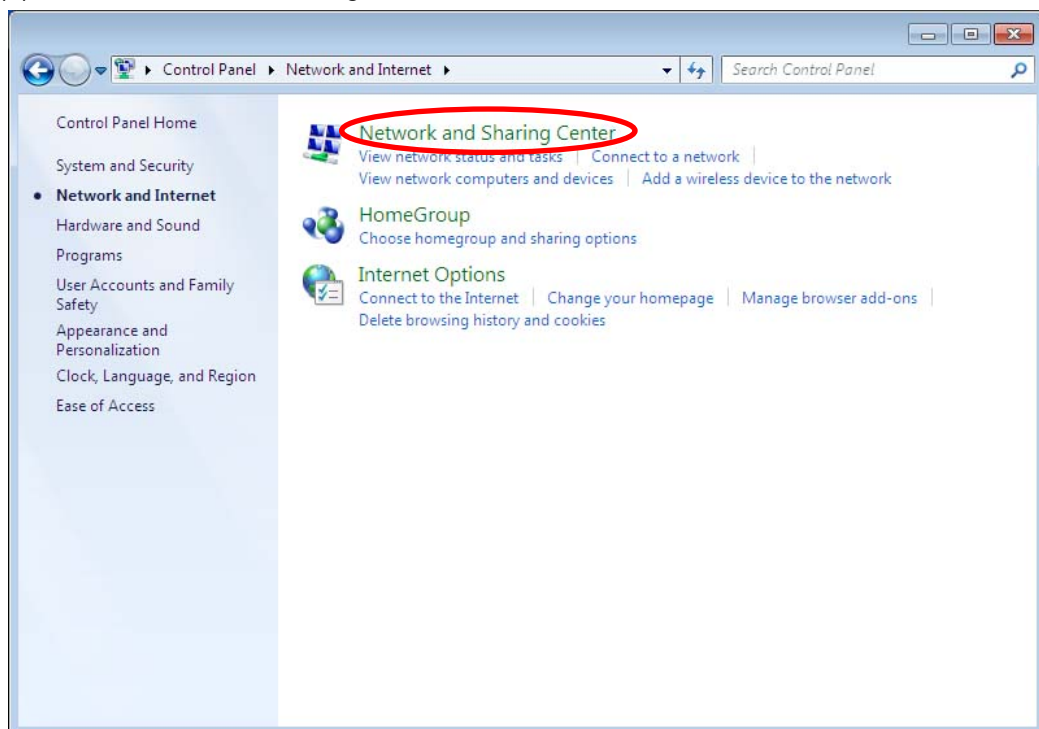 Control Panel Network and Internet Search Control Panel
Control Panel Home
System and Security
Network and Internet
Hardware and Sound
Programs
User Accounts and Family
Safety
Appearance and
Personalization
Clock, Language, and Region
Ease of Access
Network and Sharing Center
View network status and tasks Connect to a network
View network computers and devices Add a wireless device to the network
HomeGroup
Choose homegroup and sharing options
Internet Options
Connect to the Internet Change your homepage Manage browser add-ons
Delete browsing history and cookies